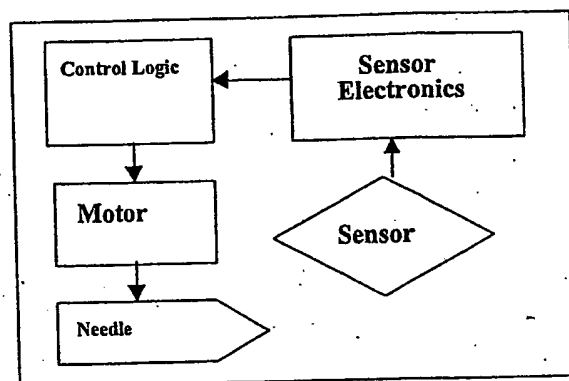 Control Logic
Sensor
Electronics
Motor
Sensor
Needle